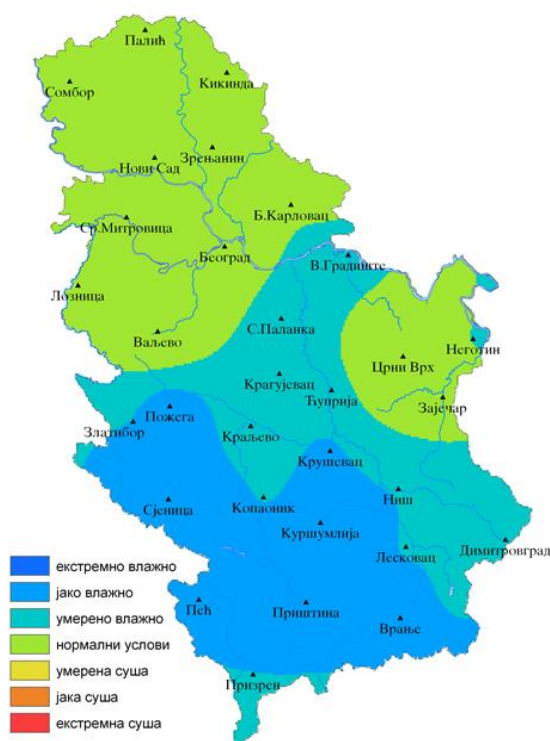 Палић
Сомбор
Кикинда
Нови Сад
Зрењанин
Б.Карловац
Ср.Митровица
Београд
В.Градиште
Лозница
Ваљево
С.Паланка
Неготин
Црни Врх
Крагујевац
Ћуприја
Зајечар
Пожега
Златибор
Краљево
Крушевац
Ниш
Копаоник
Сјеница
Куршумлија
Димитровград
Лесковац
екстремно влажно
јако влажно
умерено влажно
нормални услови
умерена суша
јака суша
екстремна суша
Пећ
Приштина
Врање
Призрен